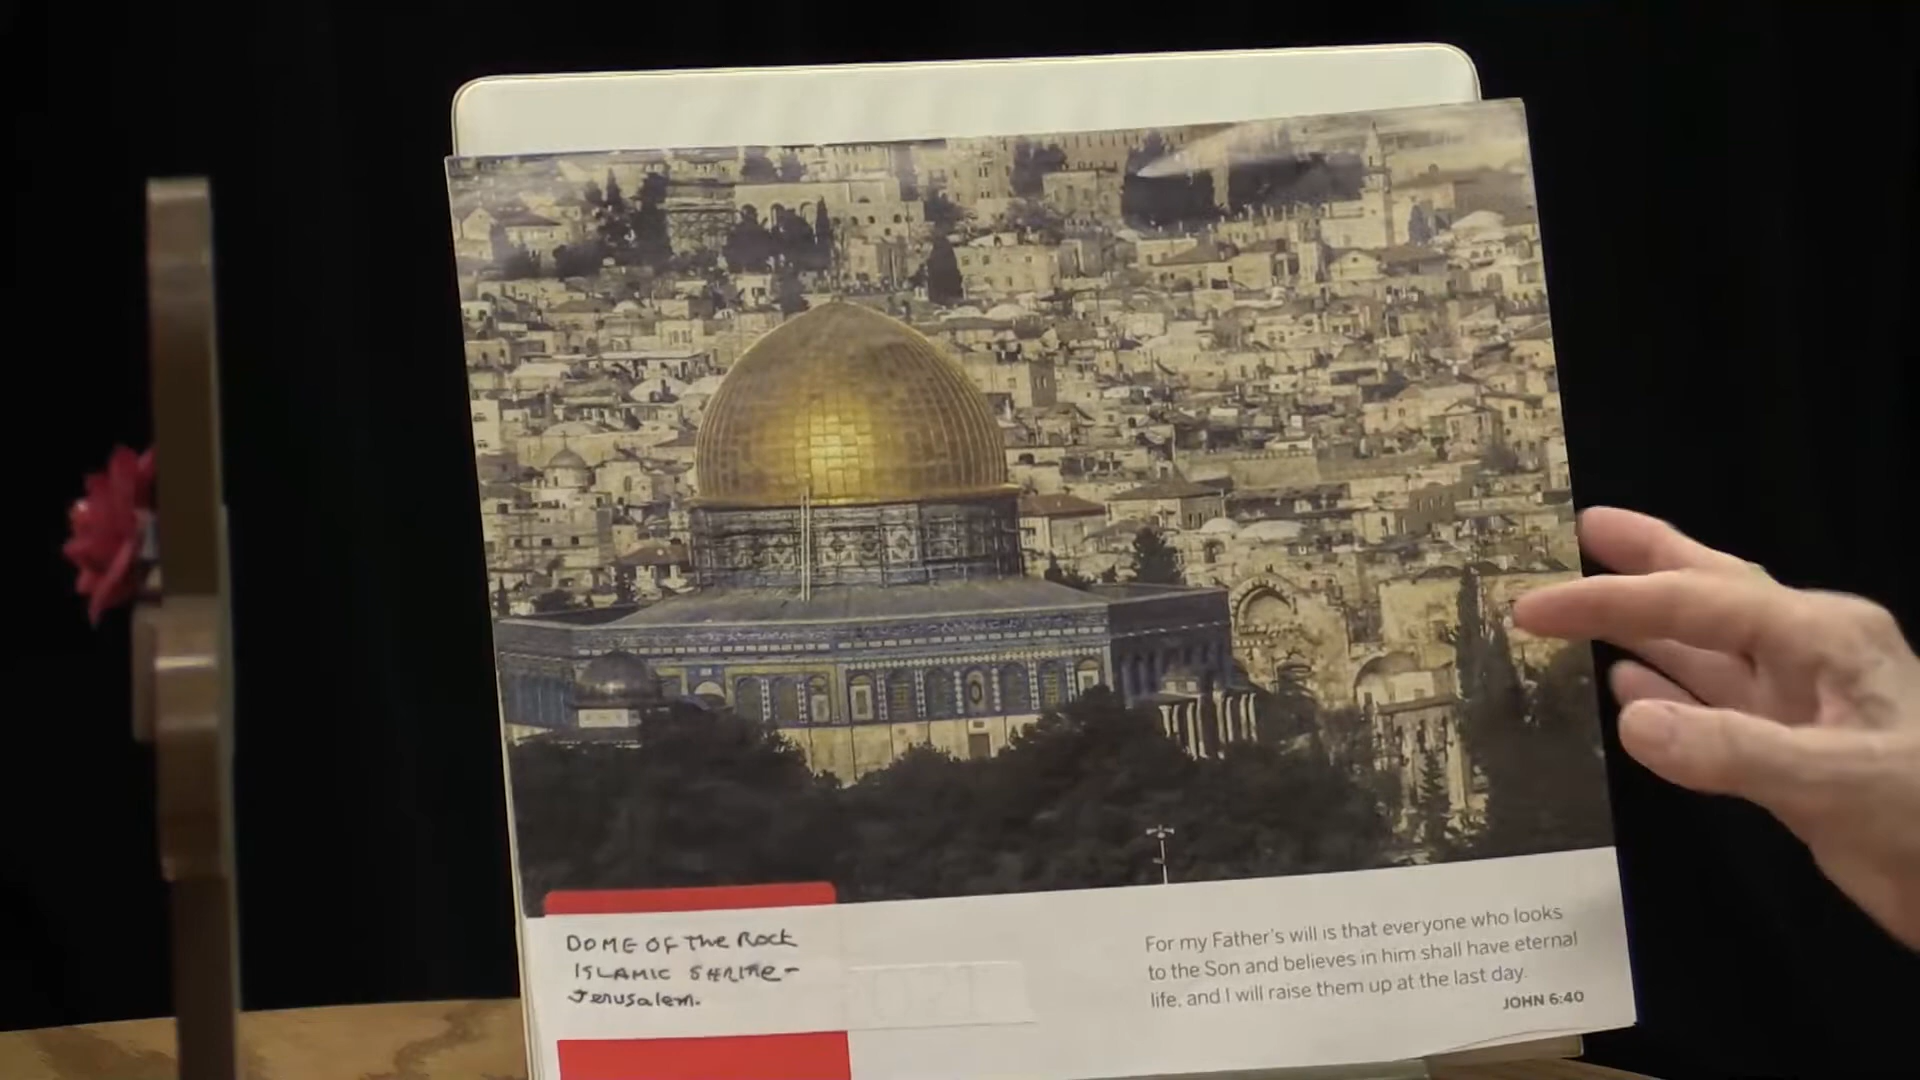 DOME OF The Rock
ISLAMIC SHRINE-
Jerusalem.
For my Father's will is that everyone who looks
to the Son and believes in him shall have eternal
life, and I will raise them up at the last day.
JOHN 6:40